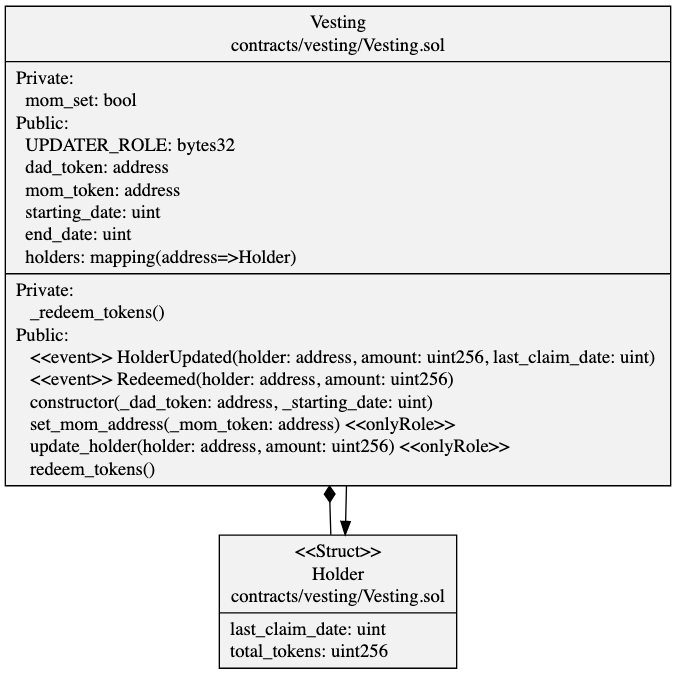 Vesting
contracts/vesting/Vesting.sol
Private:
mom_set: bool
Public:
UPDATER_ROLE: bytes32
dad_token: address
mom_token: address
starting_date: uint
end_date: uint
holders: mapping(address=>Holder)
Private:
_redeem_tokens()
Public:
<<event>> HolderUpdated(holder: address, amount: uint256, last_claim_date: uint)
<<event>> Redeemed(holder: address, amount: uint256)
constructor(_dad_token: address, _starting_date: uint)
set_mom_address(_mom_token: address) <<onlyRole>>
update_holder(holder: address, amount: uint256) <<onlyRole>>
redeem_tokens()
<<Struct>>
Holder
contracts/vesting/Vesting.sol
last_claim_date: uint
total_tokens: uint256